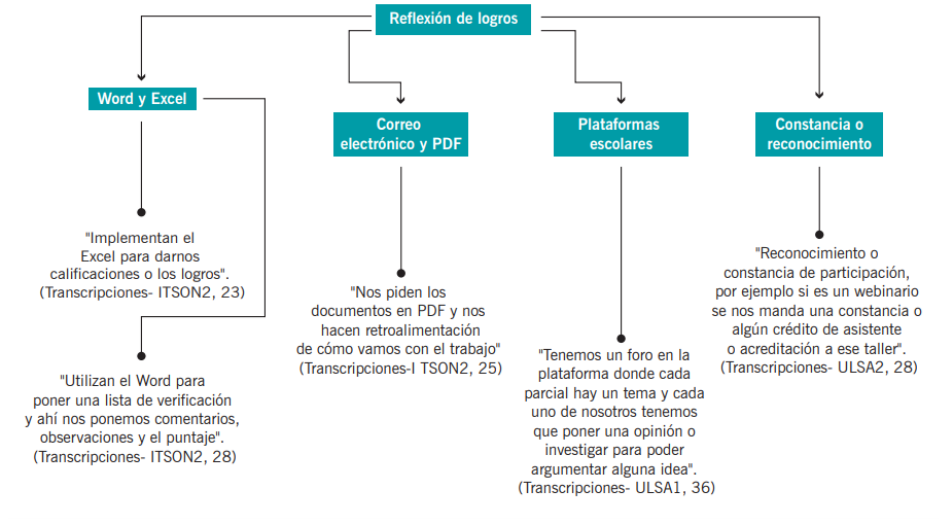 Reflexión de logros
Word y Excel
"Implementan el
Excel para darnos
calificaciones o los logros".
(Transcripciones- ITSON2, 23)
"Utilizan el Word para
poner una lista de verificación
y ahí nos ponemos comentarios,
observaciones y el puntaje".
(Transcripciones- ITSON2, 28)
Correo
electrónico y PDF
"Nos piden los
documentos en PDF y nos
hacen retroalimentación
de cómo vamos con el trabajo"
(Transcripciones-I TSON2, 25)
Plataformas
escolares
"Tenemos un foro en la
plataforma donde cada
parcial hay un tema y cada
uno de nosotros tenemos
que poner una opinión o
investigar para poder
argumentar alguna idea".
(Transcripciones- ULSA1, 36)
Constancia o
reconocimiento
"Reconocimiento o
constancia de participación,
por ejemplo si es un webinario
se nos manda una constancia o
algún crédito de asistente
o acreditación a ese taller".
(Transcripciones- ULSA2, 28)